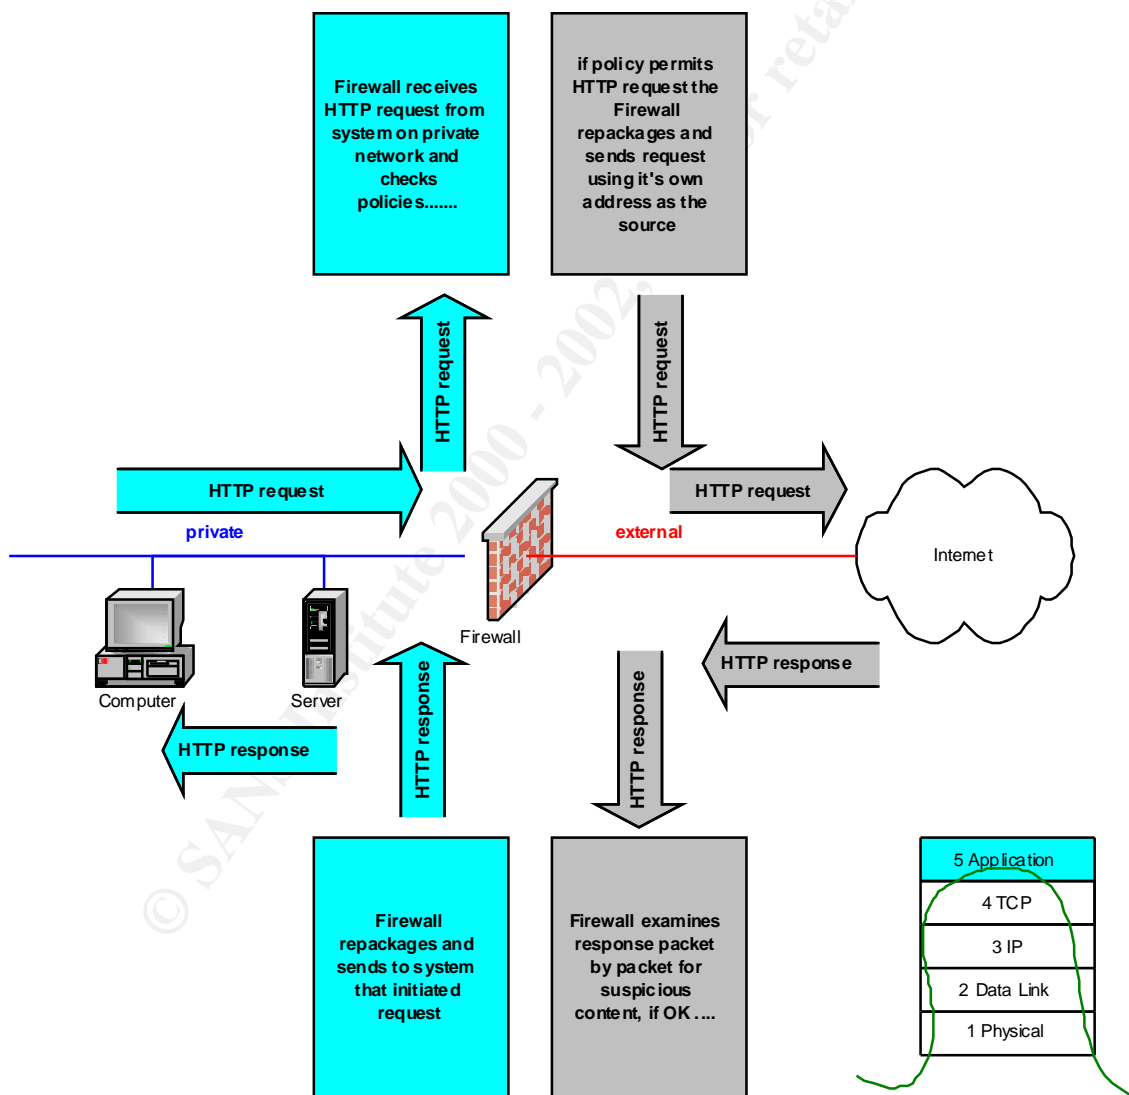 Firewall receives
HTTP request from
system on private
network and
checks
policies.......
if policy permits
HTTP request the
Firewall
repackages and
sends request
using it's own
address as the
source
HTTP request
HTTP request
HTTP request
HTTP request
private
external
Internet
Firewall
Computer
Server
HTTP response
HTTP response
HTTP response
HTTP response
Firewall
repackages and
sends to system
that initiated
request
Firewall examines
response packet
by packet for
suspicious
content, if OK ....
5 Application
4 TCP
3 IP
2 Data Link
1 Physical
© SANS Institute 2000 - 2002,